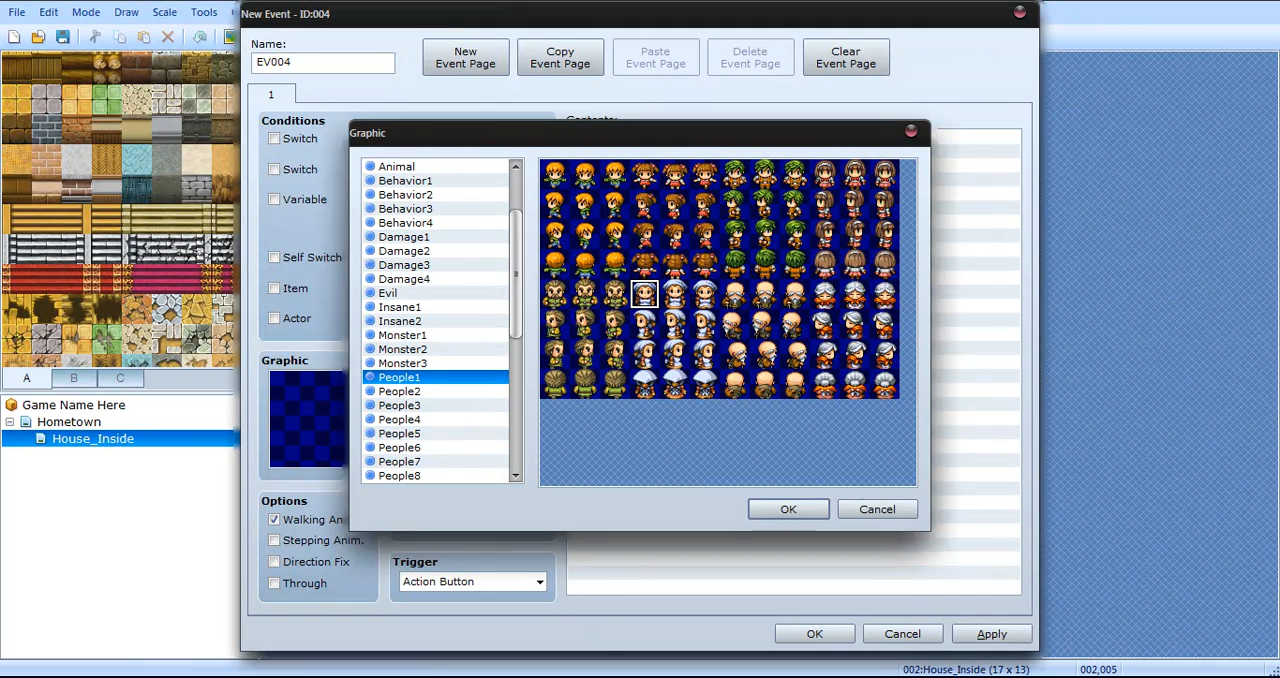 File Edit Mode Draw Scale Tools
New Event - ID:004
Name:
EV004
New Event Page
Copy Event Page
Paste Event Page
Delete Event Page
Clear Event Page
1
Conditions
Switch
Switch
Variable
Self Switch
Item
Actor
Graphic
Options
Walking An
Stepping Anim.
Direction Fix
Through
Trigger
Action Button
Contents:
Graphic
Animal
Behavior1
Behavior2
Behavior3
Behavior4
Damage1
Damage2
Damage3
Damage4
Evil
Insane1
Insane2
Monster1
Monster2
Monster3
People1
People2
People3
People4
People5
People6
People7
People8
OK Cancel
OK Cancel Apply
A B C
Game Name Here
Hometown
House_Inside
002:House_Inside (17 x 13) 002,005